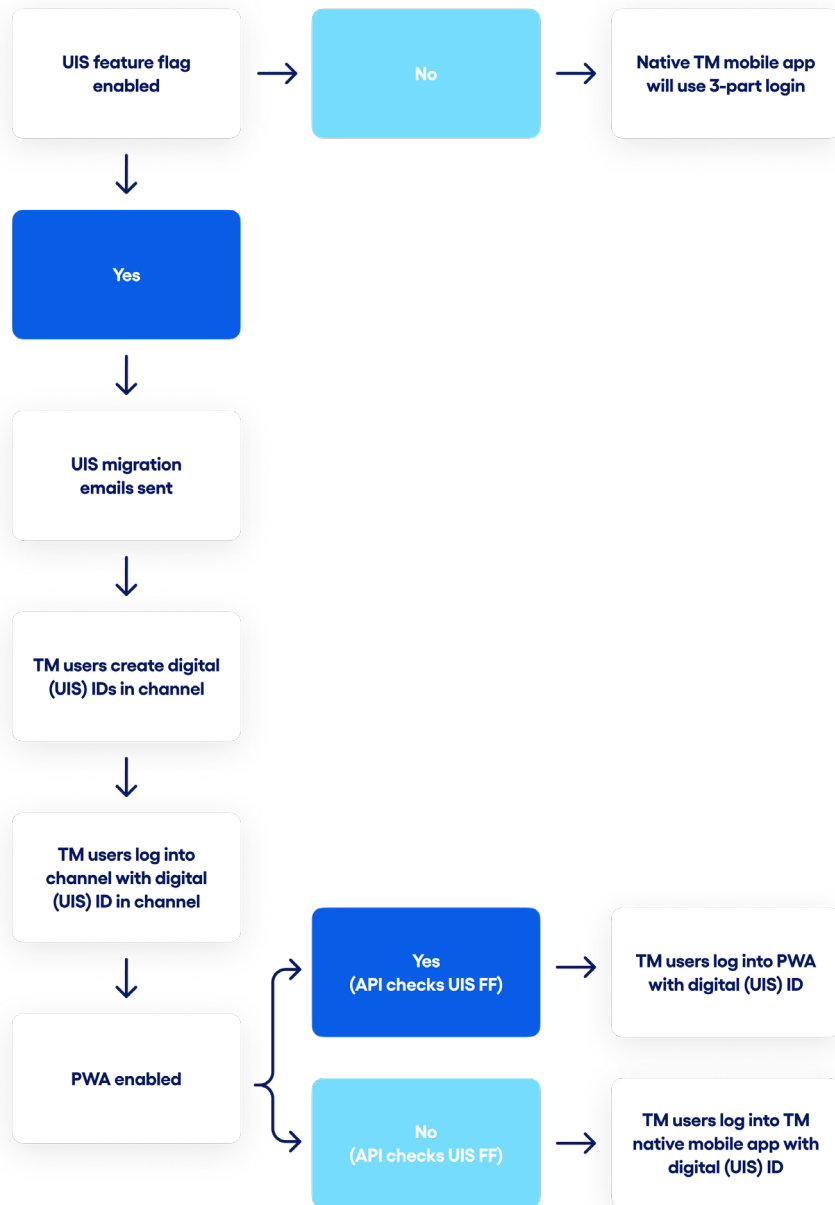 UIS feature flag
enabled
No
Native TM mobile app
will use 3-part login
Yes
UIS migration
emails sent
TM users create digital
(UIS) IDs in channel
TM users log into
channel with digital
(UIS) ID in channel
PWA enabled
Yes
(API checks UIS FF)
TM users log into PWA
with digital (UIS) ID
No
(API checks UIS FF)
TM users log into TM
native mobile app with
digital (UIS) ID